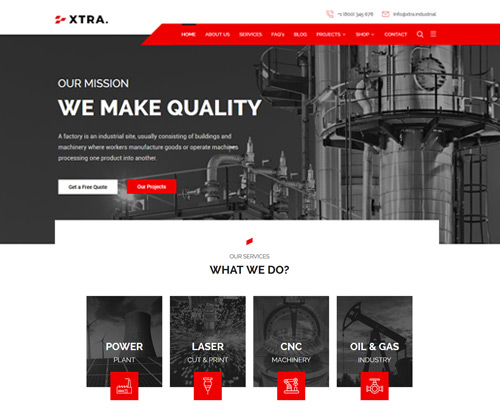 XTRA.
+1 (800) 345 678
info@xtra.industrial
HOME ABOUT US SERVICES FAQ's BLOG PROJECTS SHOP CONTACT
OUR MISSION
WE MAKE QUALITY
A factory is an industrial site, usually consisting of buildings and
machinery where workers manufacture goods or operate machines
processing one product into another.
Get a Free Quote
Our Projects
OUR SERVICES
WHAT WE DO?
POWER
PLANT
LASER
CUT & PRINT
CNC
MACHINERY
OIL & GAS
INDUSTRY